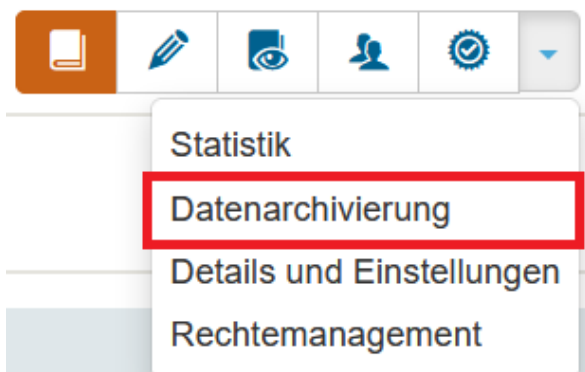 Statistik
Datenarchivierung
Details und Einstellungen
Rechtemanagement